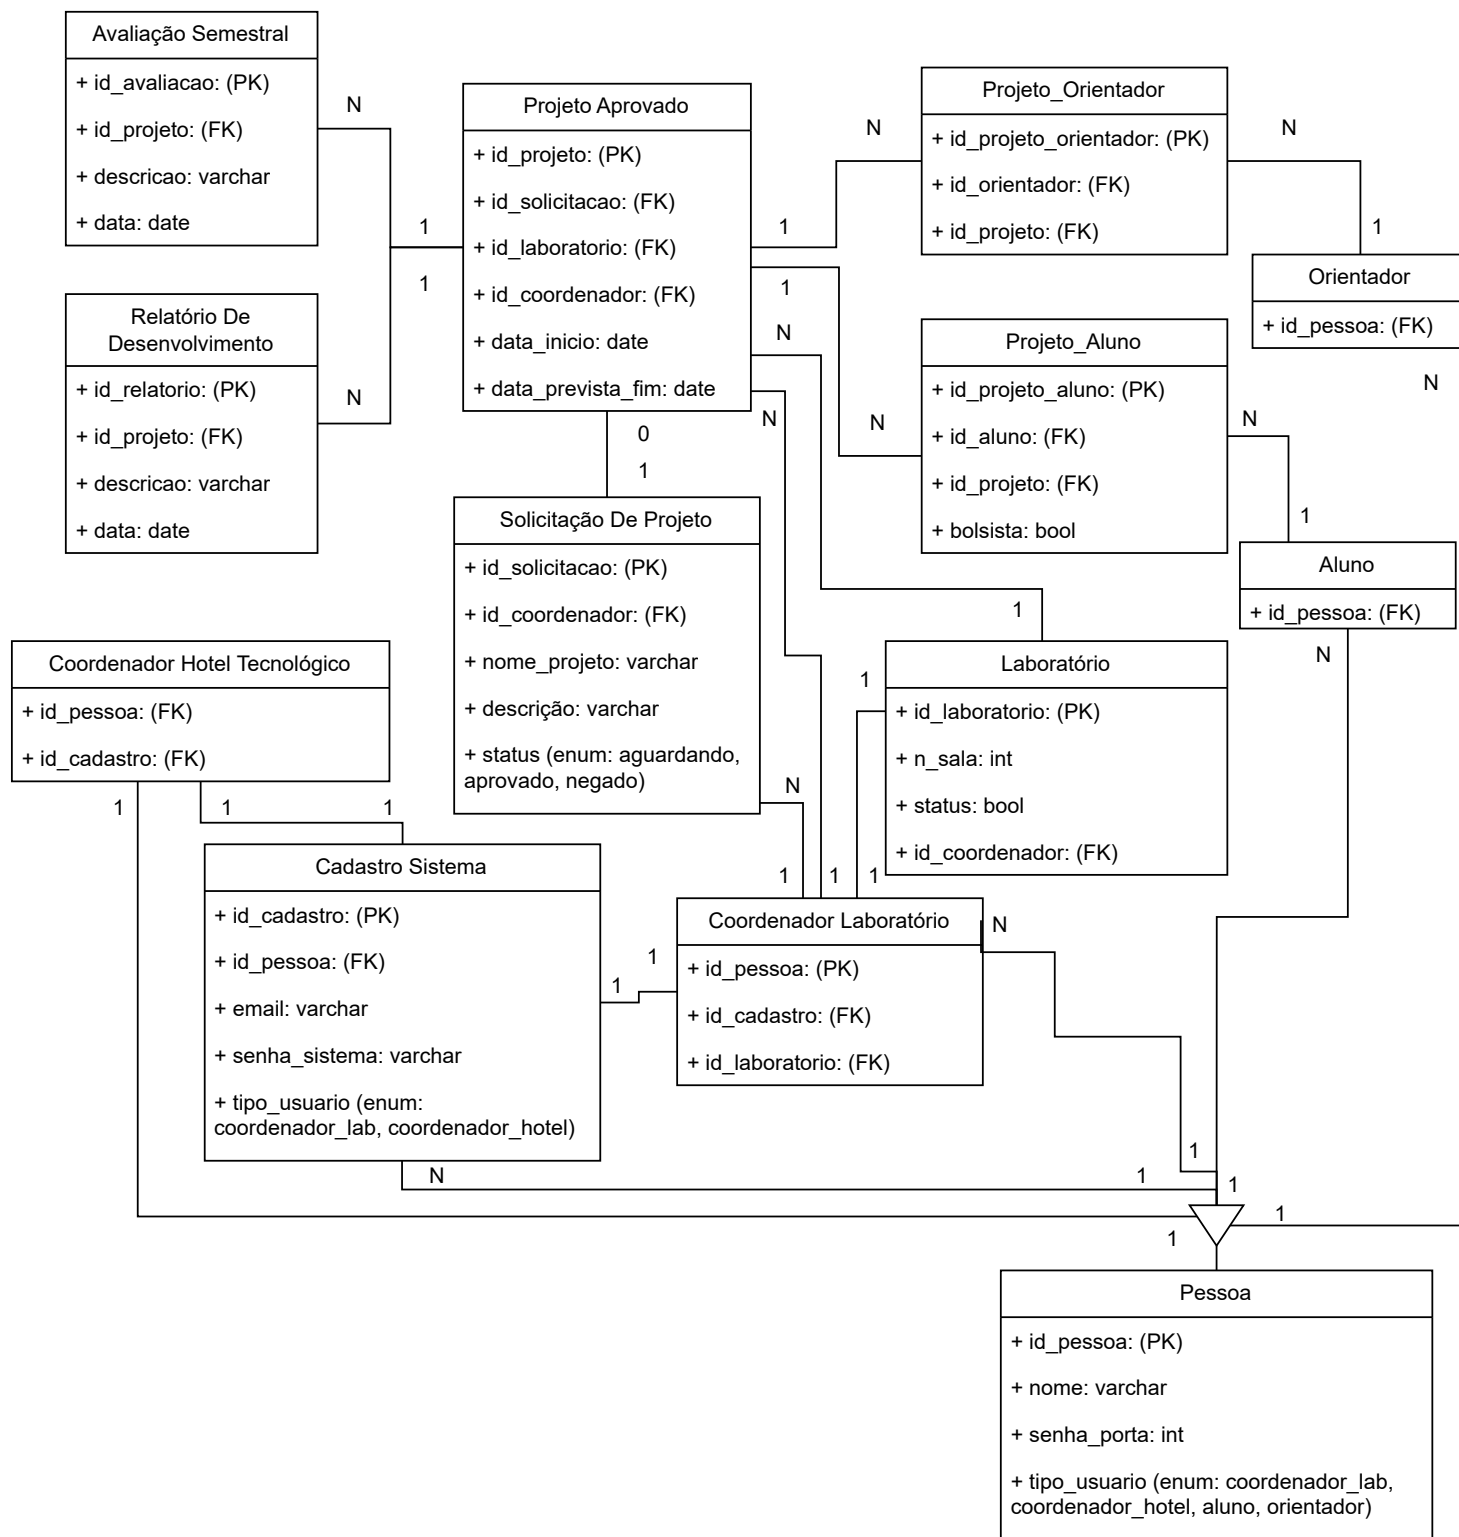 Avaliação Semestral
+ id_avaliacao: (PK)
+ id_projeto: (FK)
+ descricao: varchar
+ data: date
N
1
Projeto Aprovado
+ id_projeto: (PK)
+ id_solicitacao: (FK)
+ id_laboratorio: (FK)
+ id_coordenador: (FK)
+ data_inicio: date
+ data_prevista_fim: date
1
N
Projeto_Orientador
+ id_projeto_orientador: (PK)
+ id_orientador: (FK)
+ id_projeto: (FK)
N
1
Orientador
+ id_pessoa: (FK)
N
Relatório De
Desenvolvimento
+ id_relatorio: (PK)
+ id_projeto: (FK)
+ descricao: varchar
+ data: date
N
1
1
N
N
N
Projeto_Aluno
+ id_projeto_aluno: (PK)
+ id_aluno: (FK)
+ id_projeto: (FK)
+ bolsista: bool
N
1
Aluno
+ id_pessoa: (FK)
N
0
1
Solicitação De Projeto
+ id_solicitacao: (PK)
+ id_coordenador: (FK)
+ nome_projeto: varchar
+ descrição: varchar
+ status (enum: aguardando,
aprovado, negado)
N
1
1
1
1
1
Laboratório
+ id_laboratorio: (PK)
+ n_sala: int
+ status: bool
+ id_coordenador: (FK)
Coordenador Hotel Tecnológico
+ id_pessoa: (FK)
+ id_cadastro: (FK)
1
1
1
Cadastro Sistema
+ id_cadastro: (PK)
+ id_pessoa: (FK)
+ email: varchar
+ senha_sistema: varchar
+ tipo_usuario (enum:
coordenador_lab, coordenador_hotel)
1
1
Coordenador Laboratório
+ id_pessoa: (PK)
+ id_cadastro: (FK)
+ id_laboratorio: (FK)
N
N
1
1
1
1
1
Pessoa
+ id_pessoa: (PK)
+ nome: varchar
+ senha_porta: int
+ tipo_usuario (enum: coordenador_lab,
coordenador_hotel, aluno, orientador)